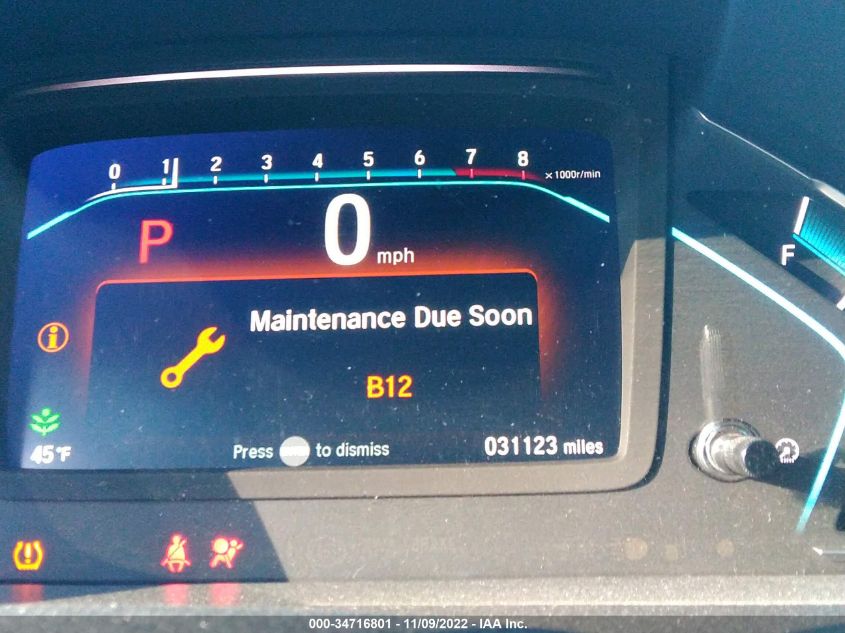 0 1 2 3 4 5 6 7 8 ×1000r/min
P 0 mph
F
Maintenance Due Soon
B12
45°F
Press to dismiss
031123 miles
000-34716801 - 11/09/2022 - IAA Inc.